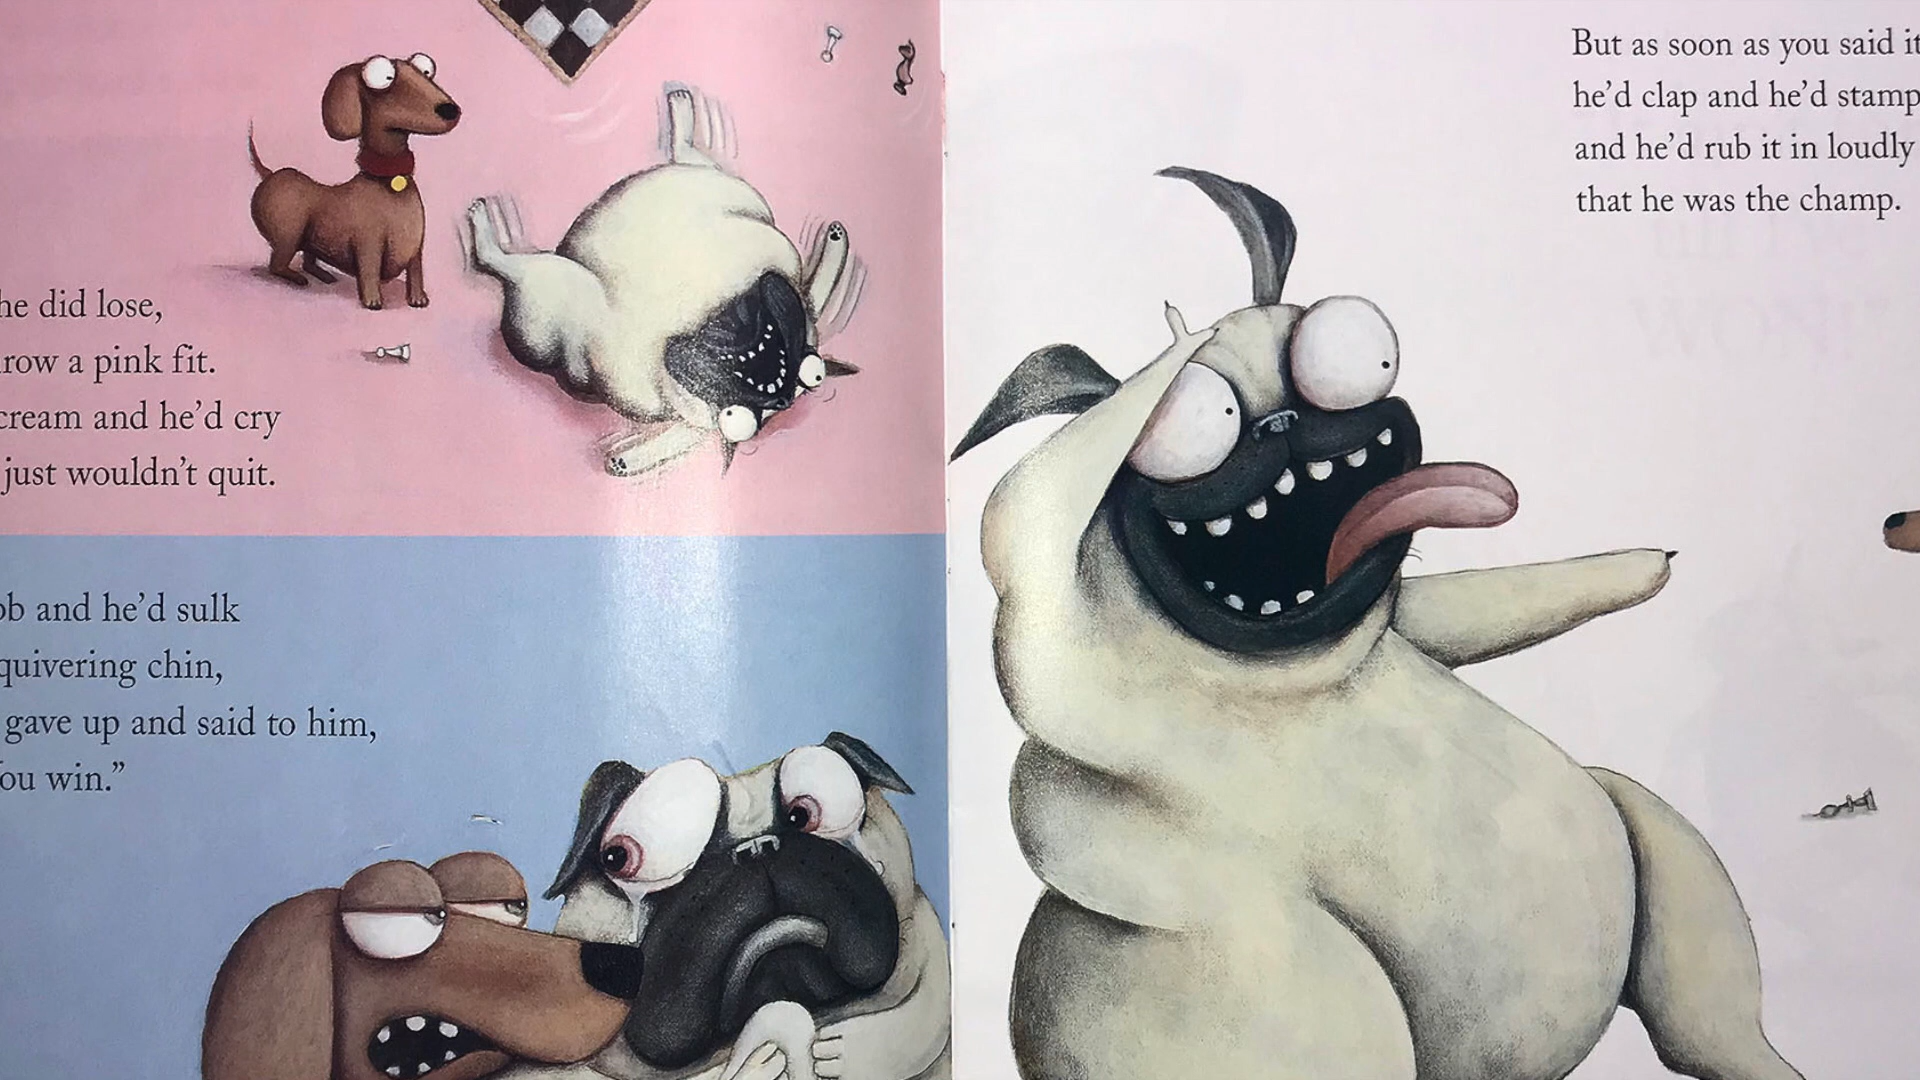 he did lose,
row a pink fit.
cream and he'd cry
just wouldn't quit.
ob and he'd sulk
quivering chin,
gave up and said to him,
ou win.”
But as soon as you said it
he'd clap and he'd stamp
and he'd rub it in loudly
that he was the champ.